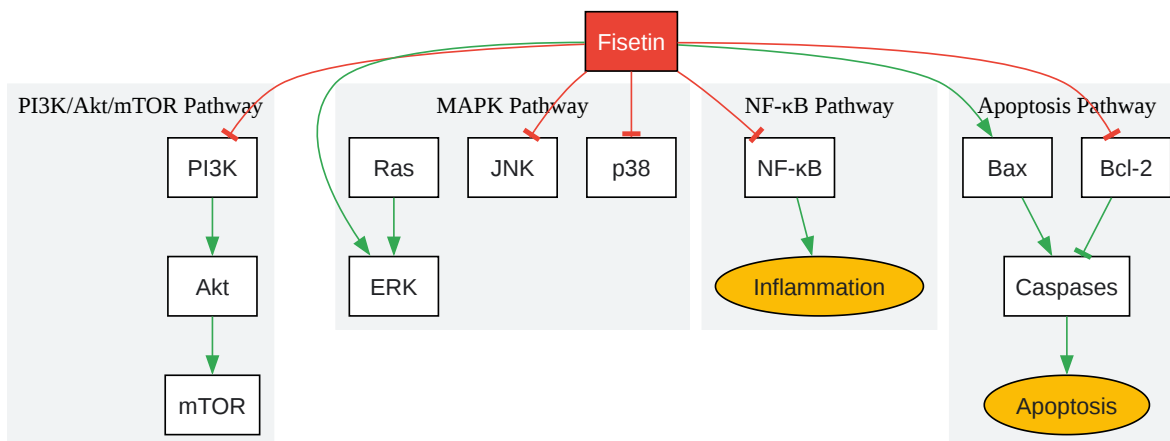 Fisetin
PI3K/Akt/mTOR Pathway
MAPK Pathway
NF-κB Pathway
Apoptosis Pathway
PI3K
Ras
JNK
p38
NF-κB
Bax
Bcl-2
Akt
ERK
Inflammation
Caspases
mTOR
Apoptosis